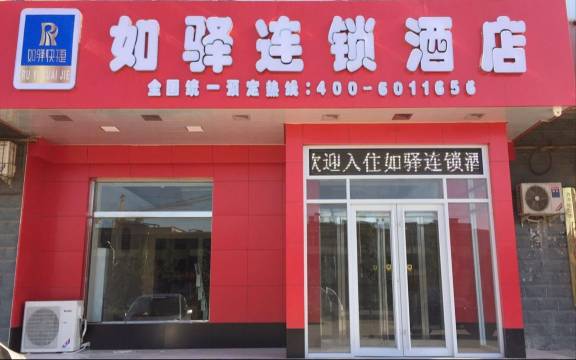 R
如驿快捷
RU YI KUAI JIE
如驿连锁酒店
全国统一预定热线:400-6011656
欢迎入住如驿连锁酒